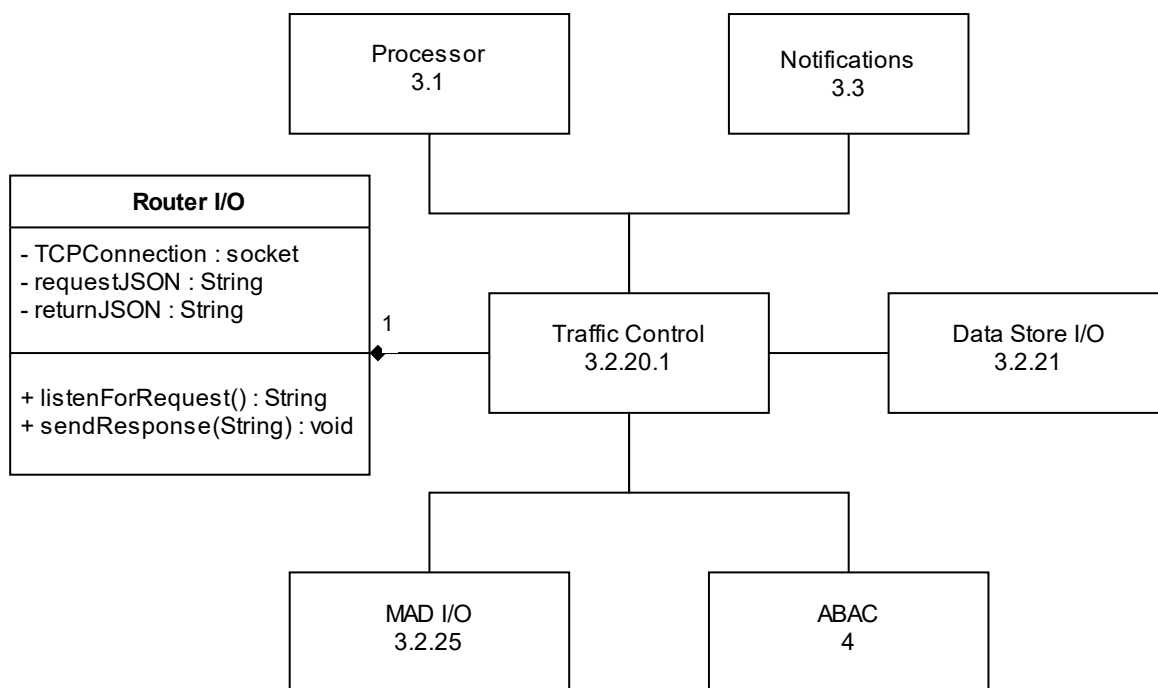 Processor
3.1
Notifications
3.3
Router I/O
- TCPConnection : socket
- requestJSON : String
- returnJSON : String
1
+ listenForRequest() : String
+ sendResponse(String) : void
Traffic Control
3.2.20.1
Data Store I/O
3.2.21
MAD I/O
3.2.25
ABAC
4